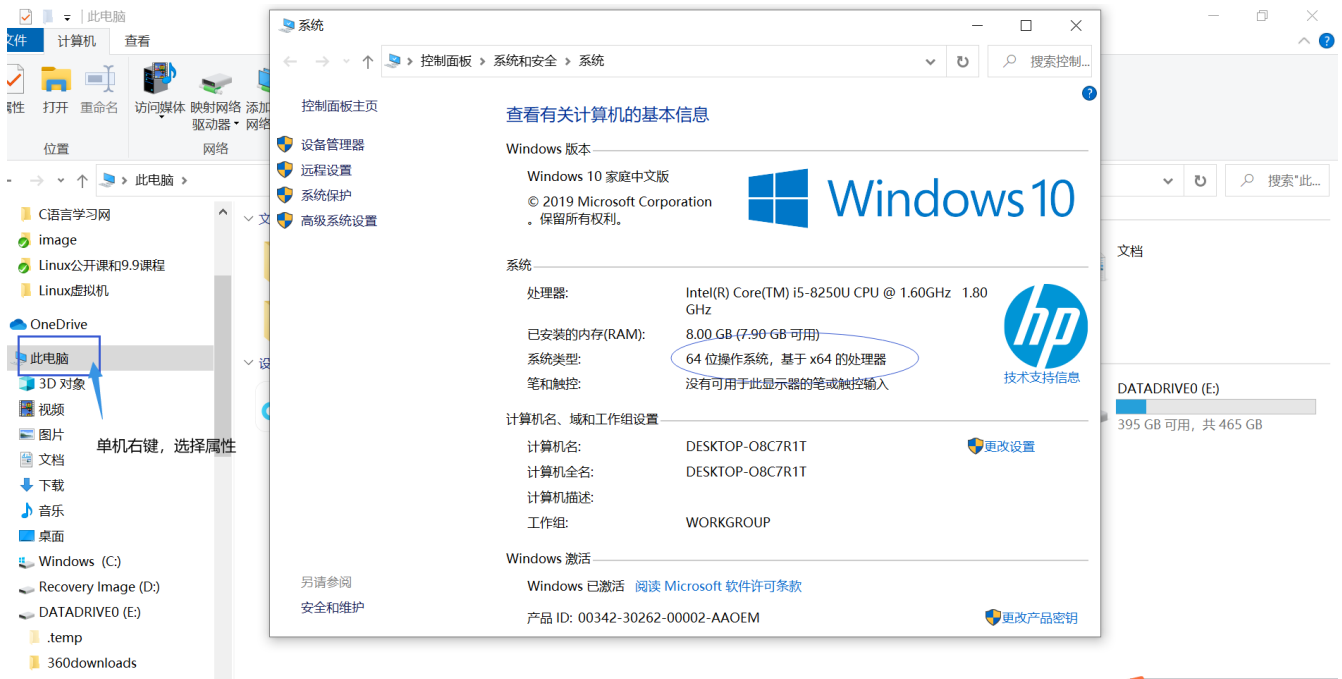 此电脑
文件
计算机
查看
属性
打开
重命名
访问媒体
映射网络
驱动器
添加
网络
位置
网络
此电脑
搜索"此...
C语言学习网
image
Linux公开课和9.9课程
Linux虚拟机
OneDrive
此电脑
3D 对象
视频
图片
文档
下载
音乐
桌面
Windows (C:)
Recovery Image (D:)
DATADRIVE0 (E:)
.temp
360downloads
单机右键，选择属性
文
设
系统
控制面板
系统和安全
系统
搜索控制...
控制面板主页
设备管理器
远程设置
系统保护
高级系统设置
另请参阅
安全和维护
查看有关计算机的基本信息
Windows 版本
Windows 10 家庭中文版
© 2019 Microsoft Corporation
。保留所有权利。
Windows 10
系统
处理器:
Intel(R) Core(TM) i5-8250U CPU @ 1.60GHz 1.80
GHz
已安装的内存(RAM):
8.00 GB (7.90 GB 可用)
系统类型:
64 位操作系统，基于 x64 的处理器
笔和触控:
没有可用于此显示器的笔或触控输入
hp
技术支持信息
计算机名、域和工作组设置
计算机名:
DESKTOP-O8C7R1T
更改设置
计算机全名:
DESKTOP-O8C7R1T
计算机描述:
工作组:
WORKGROUP
Windows 激活
Windows 已激活 阅读 Microsoft 软件许可条款
产品 ID: 00342-30262-00002-AAOEM
更改产品密钥
文档
DATADRIVE0 (E:)
395 GB 可用，共 465 GB